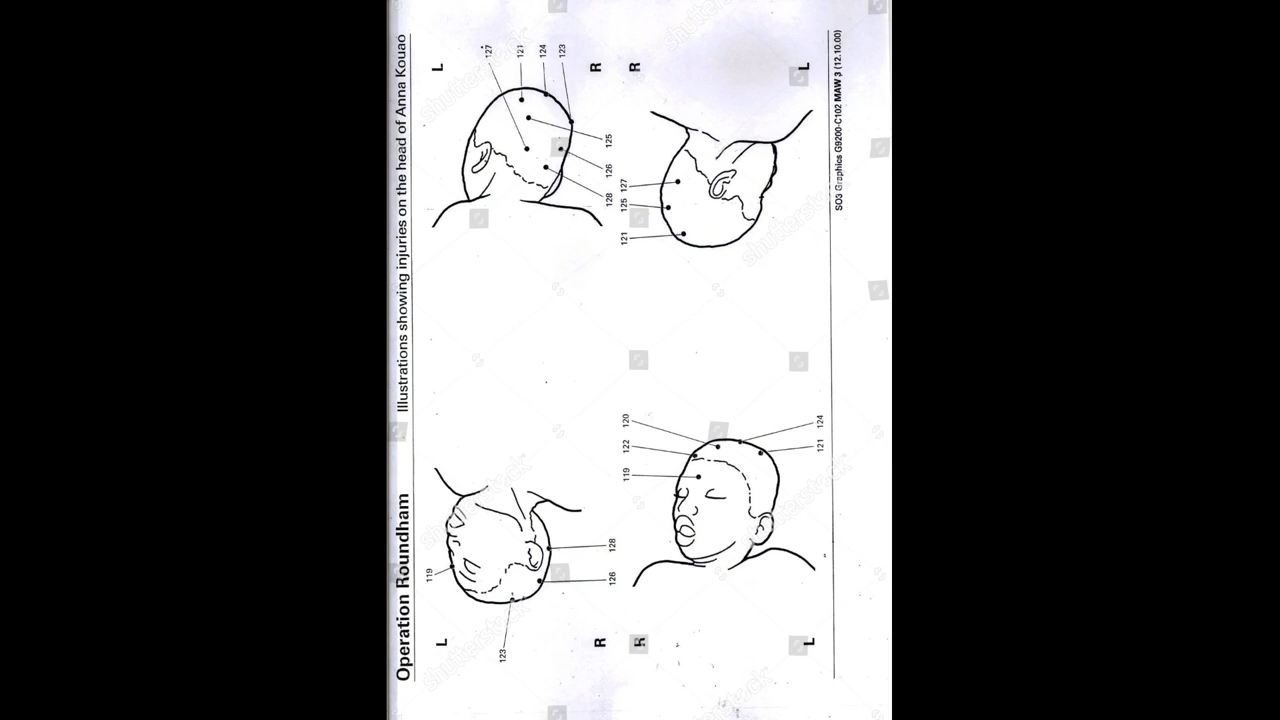 Operation Roundham Illustrations showing injuries on the head of Anna Kouao
119
L
123
R
126 128
L
127
121
124
123
R
128 126 125
R
119 122 120
L
121 124
121 125 127
R
L
SO3 Graphics G9200-C102 MAW 3 (12.10.00)
shutterstock